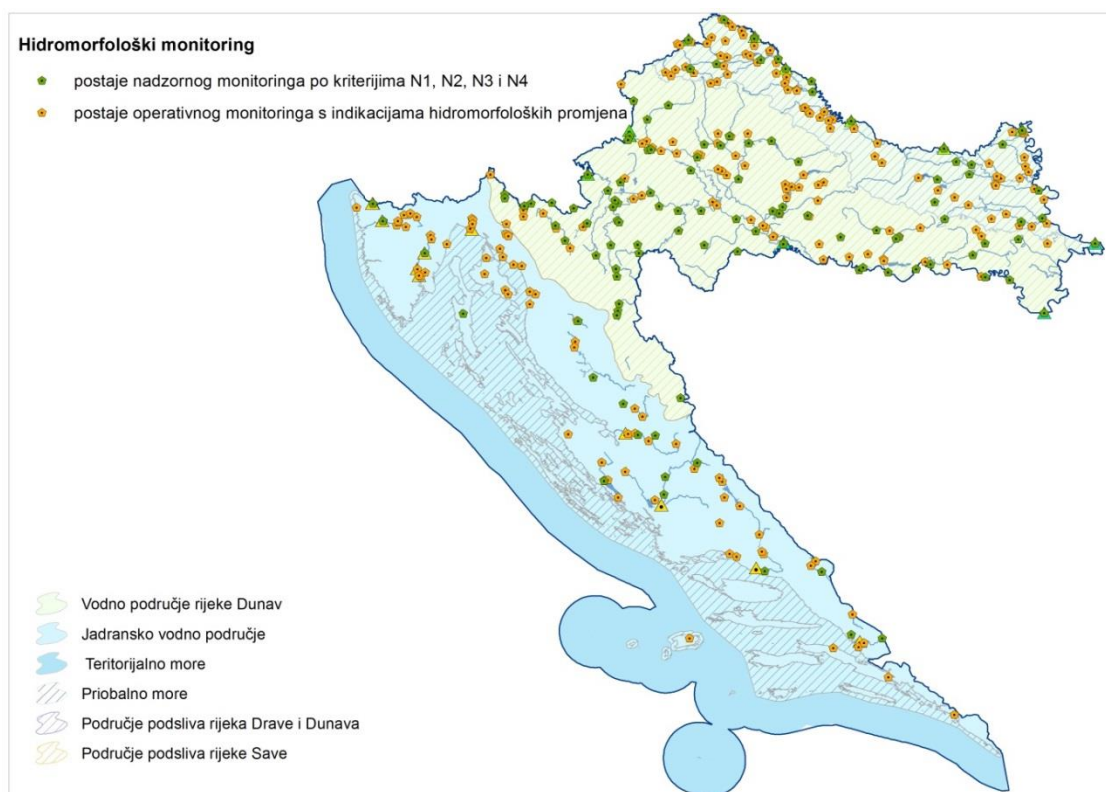 Hidromorfološki monitoring
postaje nadzornog monitoringa po kriterijima N1, N2, N3 i N4
postaje operativnog monitoringa s indikacijama hidromorfoloških promjena
Vodno područje rijeke Dunav
Jadransko vodno područje
Teritorijalno more
Priobalno more
Područje podsliva rijeka Drave i Dunava
Područje podsliva rijeke Save